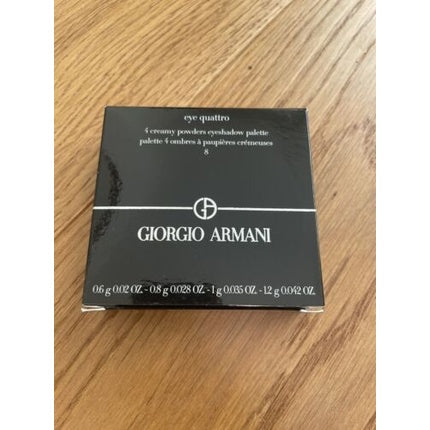 eye quattro
4 creamy powders eyeshadow palette
palette 4 ombres à paupières crémeuses
8
GIORGIO ARMANI
0.6 g 0.02 OZ. - 0.8 g 0.028 OZ. - 1 g 0.035 OZ. - 1.2 g 0.042 OZ.